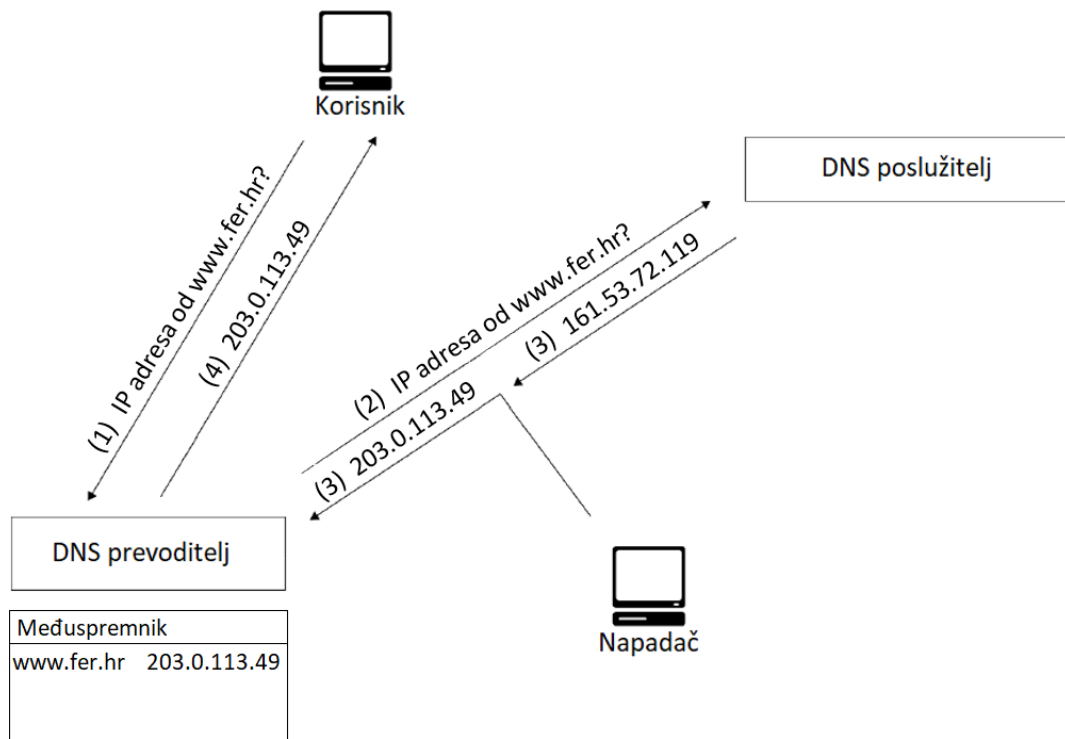 Korisnik
DNS poslužitelj
(1) IP adresa od www.fer.hr?
(4) 203.0.113.49
(2) IP adresa od www.fer.hr?
(3) 161.53.72.119
(3) 203.0.113.49
DNS prevoditelj
Napadač
Međuspremnik
www.fer.hr 203.0.113.49